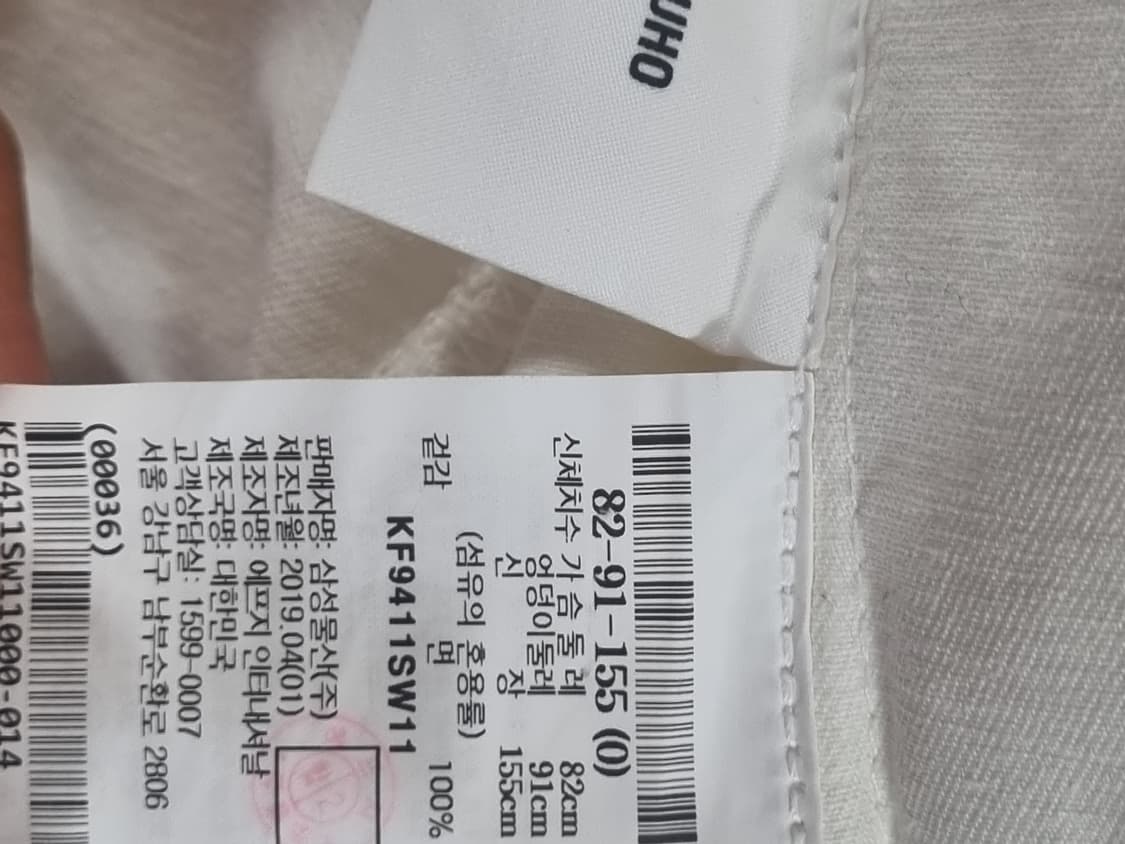 UHO
82-91-155 (0)
신체치수 가 슴 둘 레 82cm
엉덩이둘레 91cm
신 장 155cm
(섬유의 혼용률)
겉감 면 100%
KF9411SW11
판매자명: 삼성물산(주)
제조년월: 2019.04(01)
제조자명: 에프지 인터내셔날
제조국명: 대한민국
고객상담실: 1599-0007
서울 강남구 남부순환로 2806
(00036)
KF9411SW11000-014